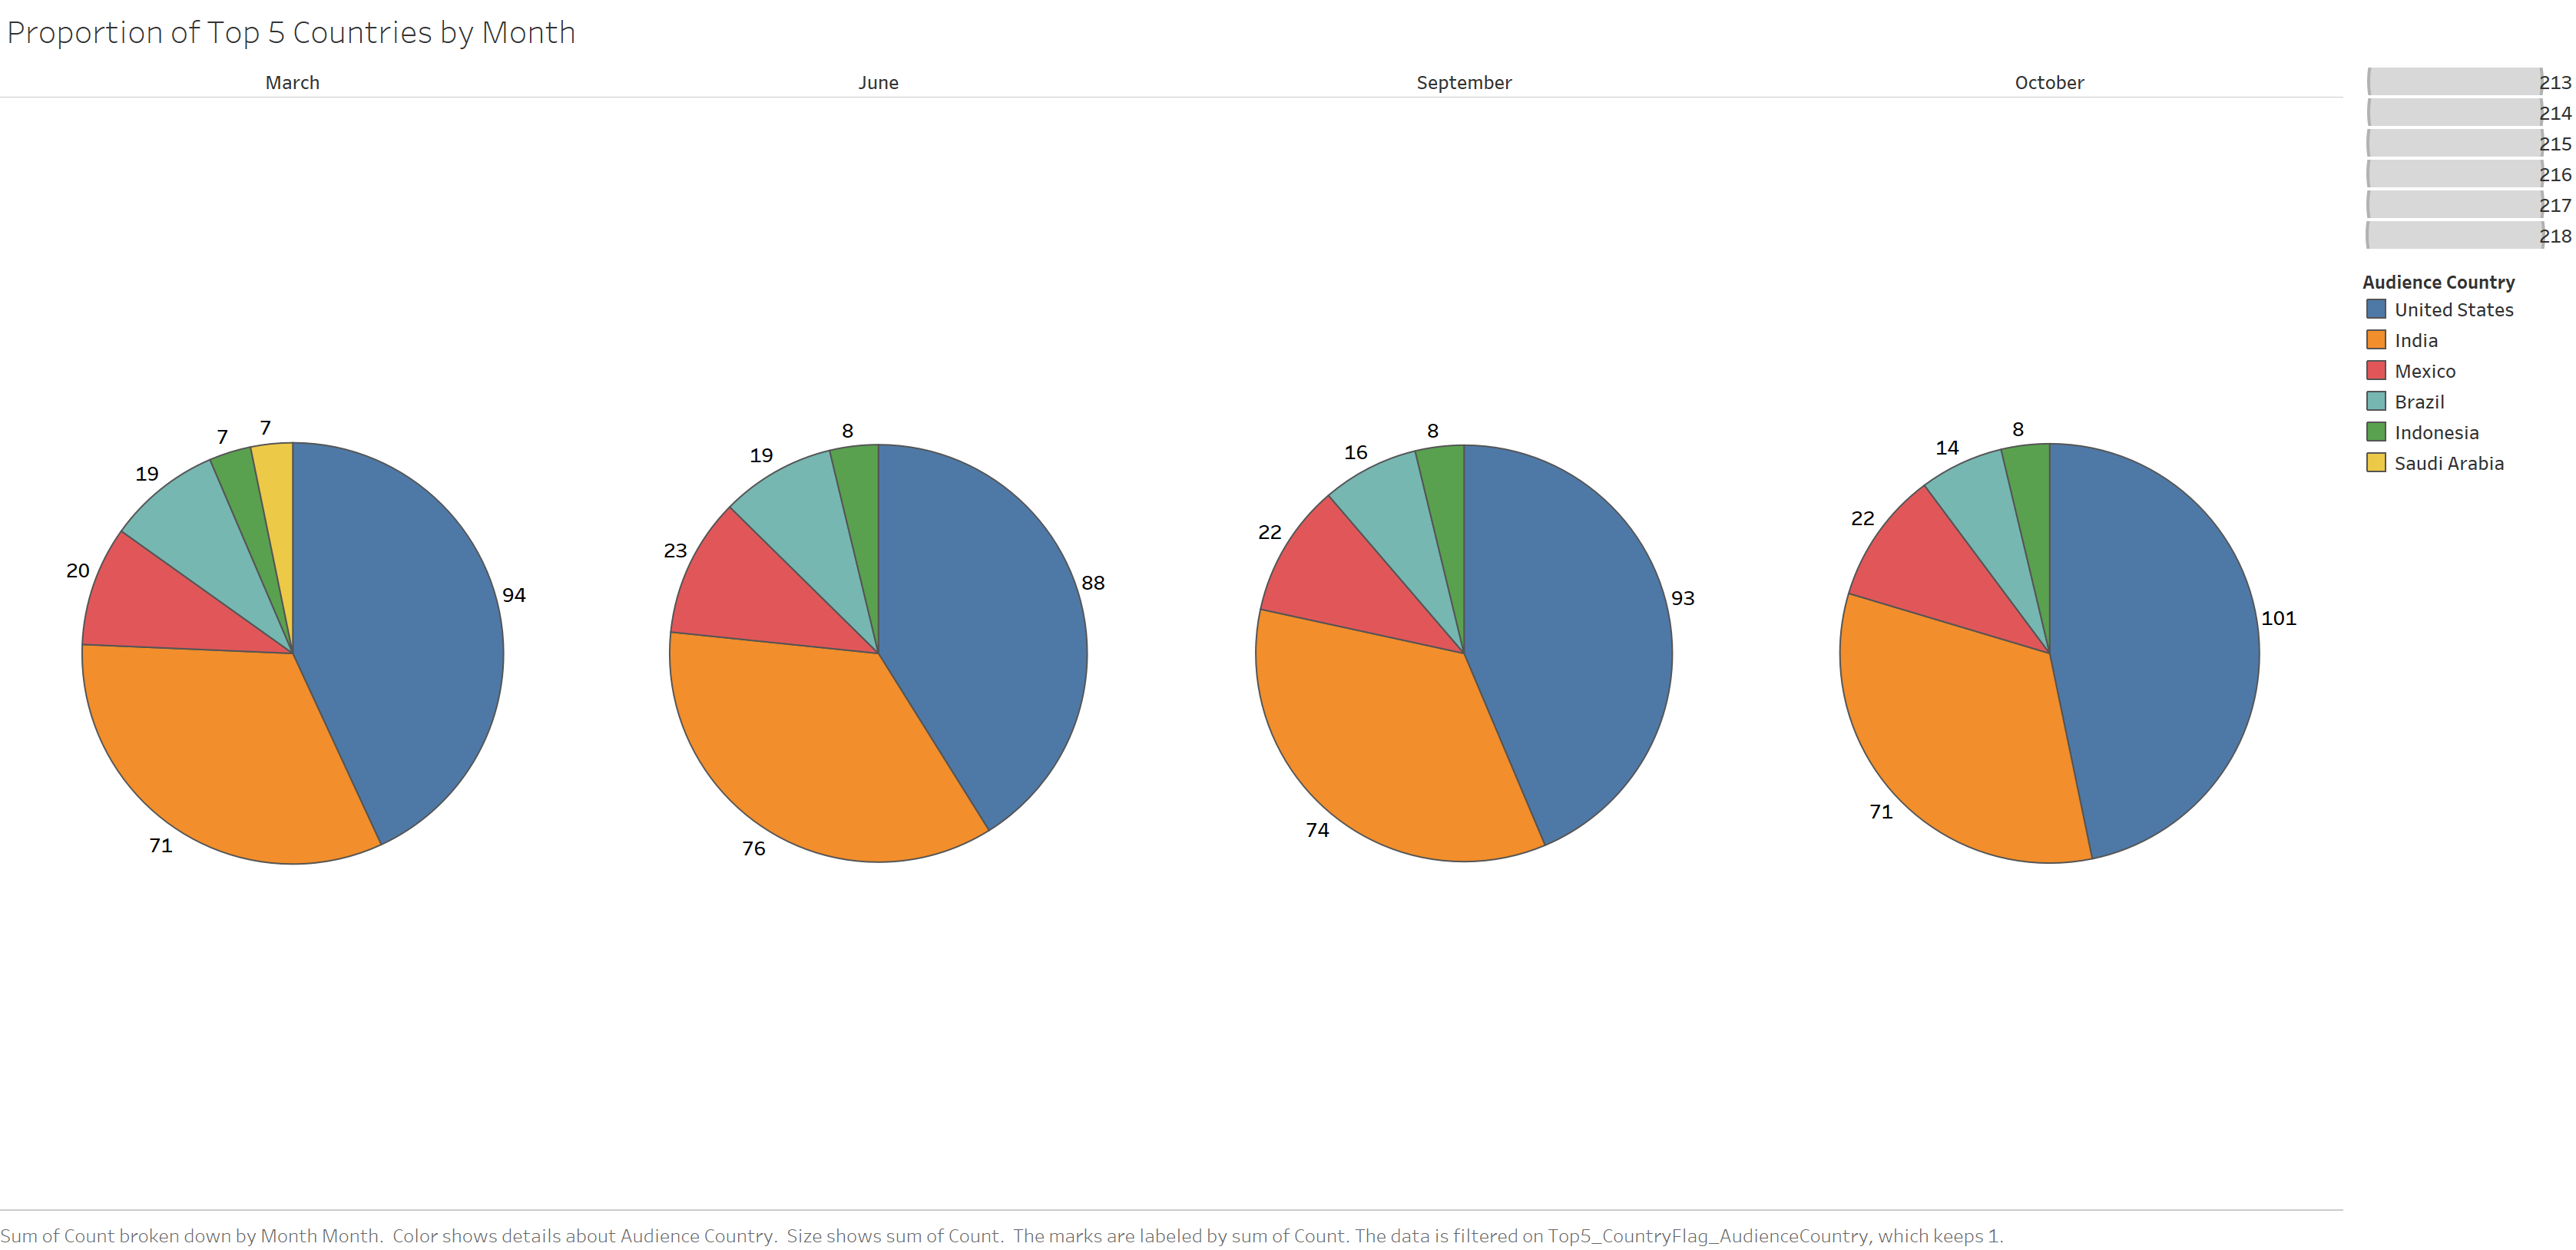 Proportion of Top 5 Countries by Month
March June September October
213
214
215
216
217
218
Audience Country
United States
India
Mexico
Brazil
Indonesia
Saudi Arabia
94
71
20
19
7
7
88
76
23
19
8
93
74
22
16
8
101
71
22
14
8
Sum of Count broken down by Month Month. Color shows details about Audience Country. Size shows sum of Count. The marks are labeled by sum of Count. The data is filtered on Top5_CountryFlag_AudienceCountry, which keeps 1.